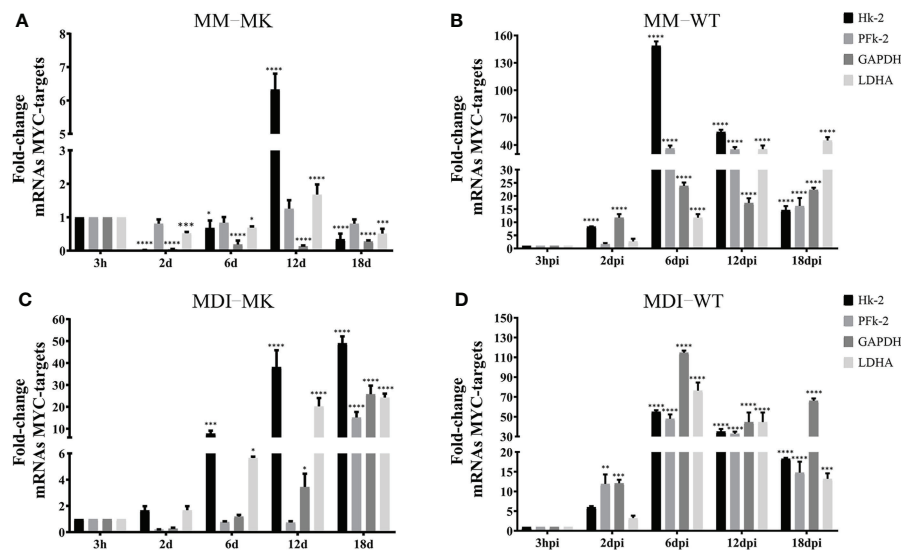 A
MM–MK
Fold-change
mRNAs MYC-targets
8
7
6
5
3
2
1
0
****
***
****
*
****
*
****
****
****
****
****
***
3h
2d
6d
12d
18d
B
MM–WT
Fold-change
mRNAs MYC-targets
160
130
100
70
40
30
25
20
15
10
5
0
****
****
****
****
****
****
****
****
****
****
****
****
****
****
3hpi
2dpi
6dpi
12dpi
18dpi
Hk-2
PFk-2
GAPDH
LDHA
C
MDI–MK
Fold-change
mRNAs MYC-targets
60
50
40
30
20
10
6
4
2
0
***
*
****
*
****
****
****
****
****
3h
2d
6d
12d
18d
D
MDI–WT
Fold-change
mRNAs MYC-targets
150
130
110
90
70
50
30
20
15
10
5
0
**
***
****
****
****
****
****
****
****
****
****
****
****
***
3hpi
2dpi
6dpi
12dpi
18dpi
Hk-2
PFk-2
GAPDH
LDHA